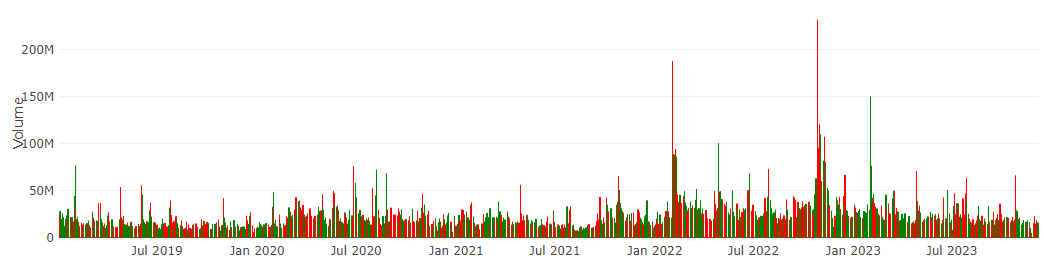 Volume
200M
150M
100M
50M
0
Jul 2019
Jan 2020
Jul 2020
Jan 2021
Jul 2021
Jan 2022
Jul 2022
Jan 2023
Jul 2023